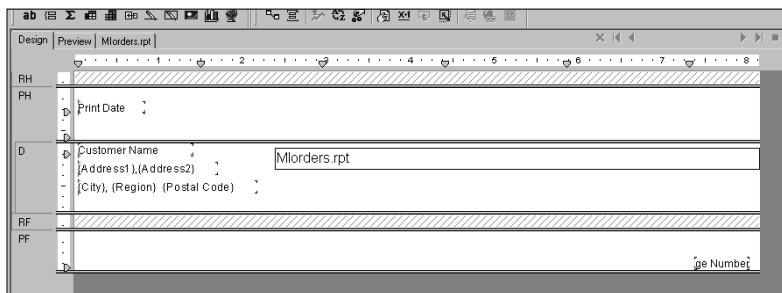 Design Preview MIorders.rpt
1 2 3 4 5 6 7 8
RH
PH
Print Date
D
Customer Name
MIorders.rpt
{Address1},{Address2}
{City}, {Region} {Postal Code}
RF
PF
ge Number